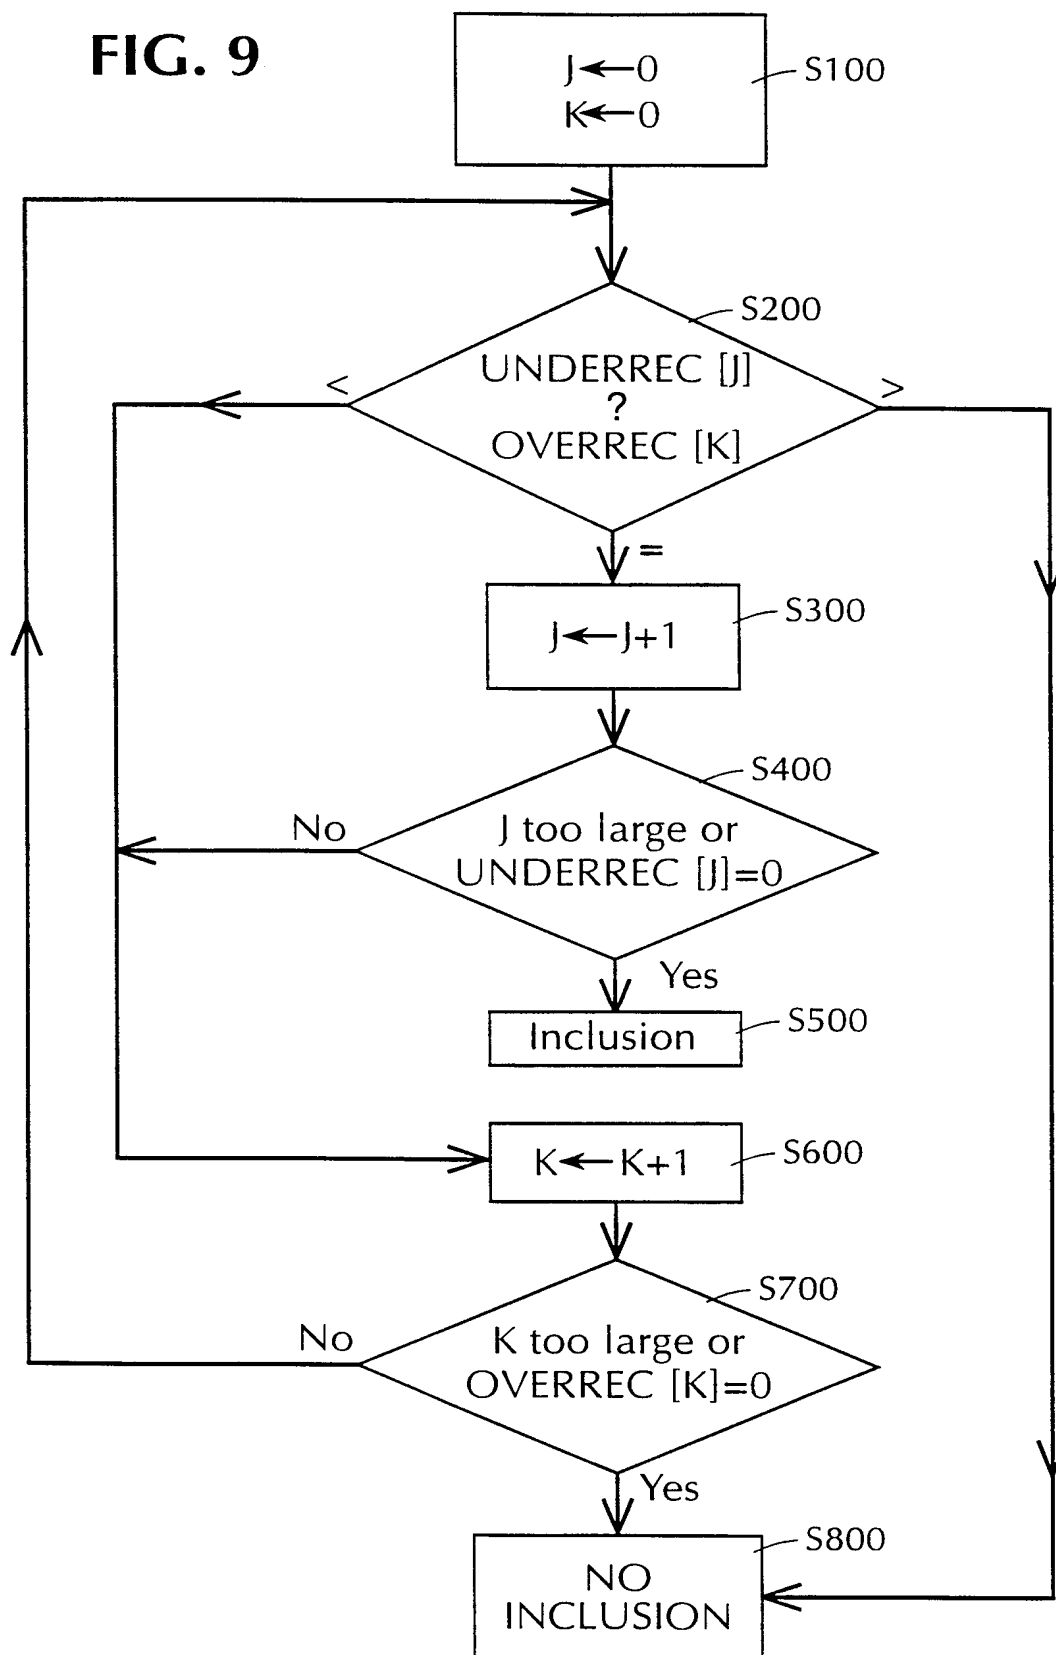 FIG. 9
J←0
K←0
S100
S200
<
UNDERREC [J]
?
OVERREC [K]
>
=
J←J+1
S300
S400
No
J too large or
UNDERREC [J]=0
Yes
Inclusion
S500
K←K+1
S600
S700
No
K too large or
OVERREC [K]=0
Yes
S800
NO
INCLUSION